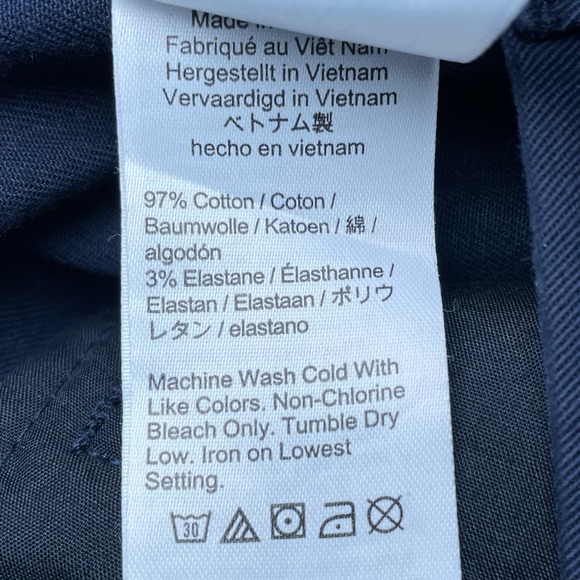 Made in
Fabriqué au Viêt Nam
Hergestellt in Vietnam
Vervaardigd in Vietnam
ベトナム製
hecho en vietnam
97% Cotton / Coton /
Baumwolle / Katoen / 綿 /
algodón
3% Elastane / Élasthanne /
Elastan / Elastaan / ポリウ
レタン / elastano
Machine Wash Cold With
Like Colors. Non-Chlorine
Bleach Only. Tumble Dry
Low. Iron on Lowest
Setting.
30